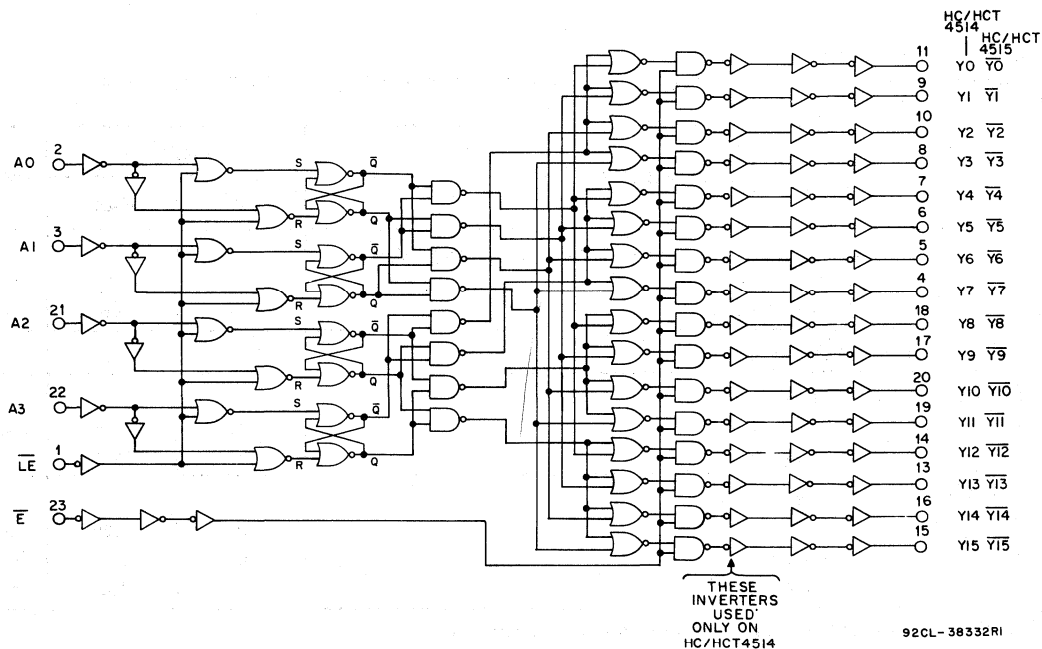 HC/HCT
4514
HC/HCT
4515
11
Y0 Y0
9
Y1 Y1
10
Y2 Y2
8
Y3 Y3
7
Y4 Y4
6
Y5 Y5
5
Y6 Y6
4
Y7 Y7
18
Y8 Y8
17
Y9 Y9
20
Y10 Y10
19
Y11 Y11
14
Y12 Y12
13
Y13 Y13
16
Y14 Y14
15
Y15 Y15
A0 2
S Q
R Q
A1 3
S Q
R Q
A2 21
S Q
R Q
A3 22
S Q
R Q
LE 1
E 23
THESE
INVERTERS
USED
ONLY ON
HC/HCT4514
92CL-38332R1